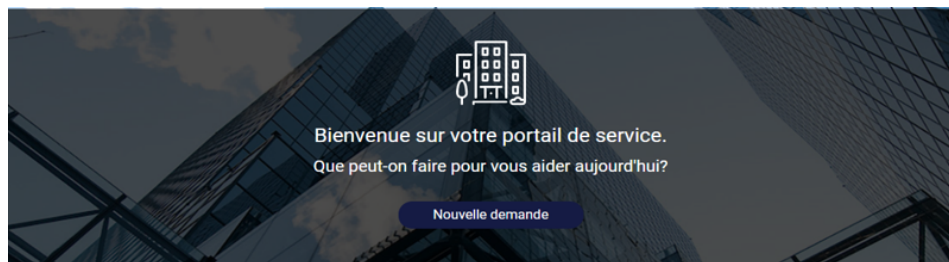 Bienvenue sur votre portail de service.
Que peut-on faire pour vous aider aujourd'hui?
Nouvelle demande